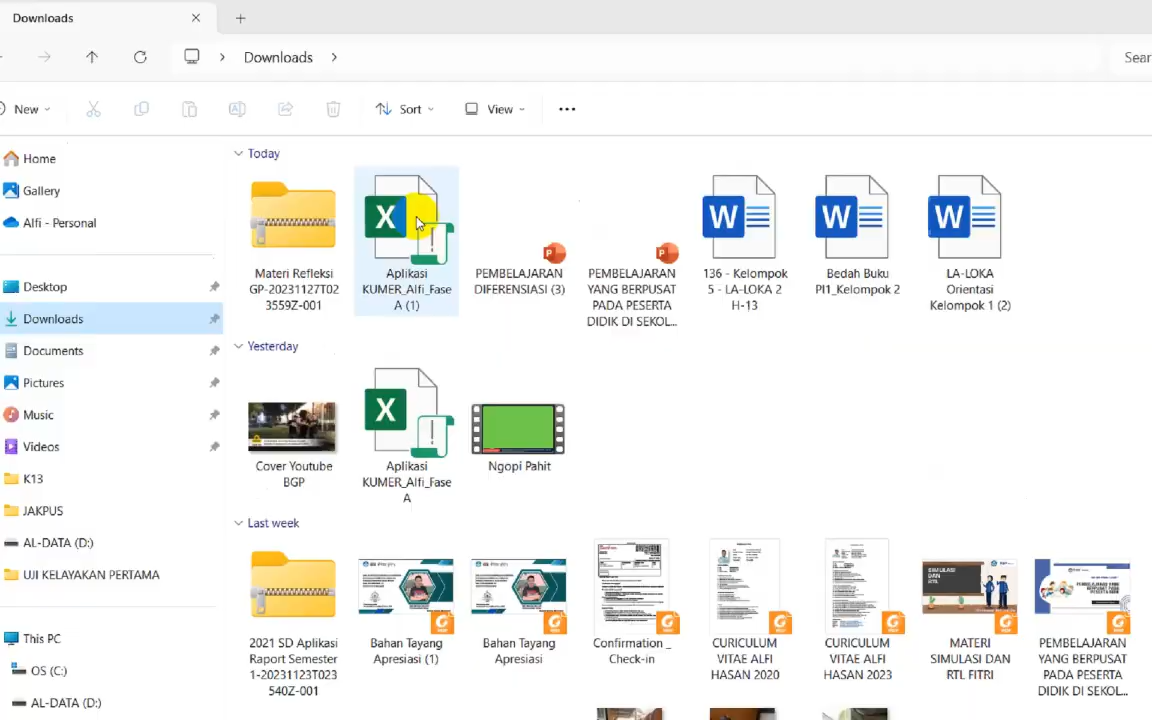 Downloads
Downloads
Sear
New
Sort
View
Home
Gallery
Alfi - Personal
Desktop
Downloads
Documents
Pictures
Music
Videos
K13
JAKPUS
AL-DATA (D:)
UJI KELAYAKAN PERTAMA
This PC
OS (C:)
AL-DATA (D:)
Today
Materi Refleksi
GP-20231127T02
3559Z-001
Aplikasi
KUMER_Alfi_Fase
A (1)
PEMBELAJARAN
DIFERENSIASI (3)
PEMBELAJARAN
YANG BERPUSAT
PADA PESERTA
DIDIK DI SEKOL...
136 - Kelompok
5 - LA-LOKA 2
H-13
Bedah Buku
PI1_Kelompok 2
LA-LOKA
Orientasi
Kelompok 1 (2)
Yesterday
Cover Youtube
BGP
Aplikasi
KUMER_Alfi_Fase
A
Ngopi Pahit
Last week
2021 SD Aplikasi
Raport Semester
1-20231123T023
540Z-001
Bahan Tayang
Apresiasi (1)
Bahan Tayang
Apresiasi
Confirmation _
Check-in
CURICULUM
VITAE ALFI
HASAN 2020
CURICULUM
VITAE ALFI
HASAN 2023
SIMULASI
DAN
RTL
MATERI
SIMULASI DAN
RTL FITRI
PEMBELAJARAN
YANG BERPUSAT
PADA PESERTA
DIDIK DI SEKOL...